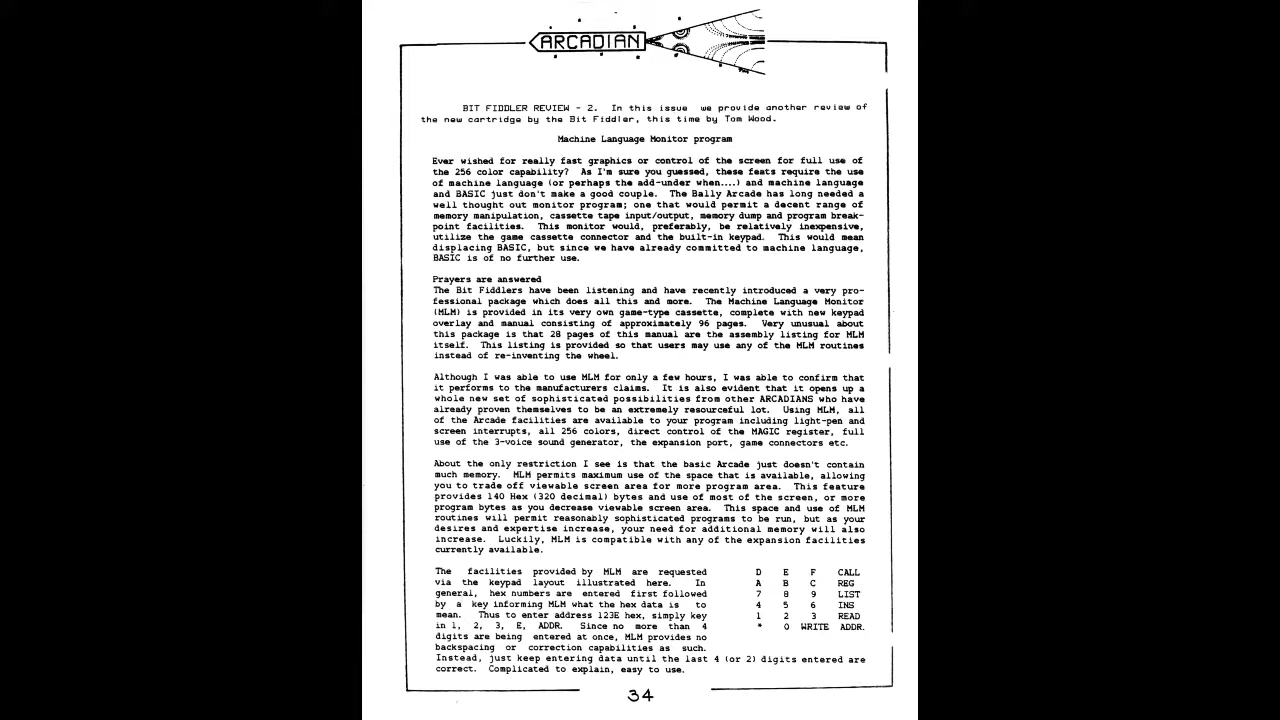 ARCADIAN
BIT FIDDLER REVIEW - 2. In this issue we provide another review of
the new cartridge by the Bit Fiddler, this time by Tom Wood.
Machine Language Monitor program
Ever wished for really fast graphics or control of the screen for full use of
the 256 color capability? As I'm sure you guessed, these feats require the use
of machine language (or perhaps the add-under when....) and machine language
and BASIC just don't make a good couple. The Bally Arcade has long needed a
well thought out monitor program; one that would permit a decent range of
memory manipulation, cassette tape input/output, memory dump and program break-
point facilities. This monitor would, preferably, be relatively inexpensive,
utilize the game cassette connector and the built-in keypad. This would mean
displacing BASIC, but since we have already committed to machine language,
BASIC is of no further use.
Prayers are answered
The Bit Fiddlers have been listening and have recently introduced a very pro-
fessional package which does all this and more. The Machine Language Monitor
(MLM) is provided in its very own game-type cassette, complete with new keypad
overlay and manual consisting of approximately 96 pages. Very unusual about
this package is that 28 pages of this manual are the assembly listing for MLM
itself. This listing is provided so that users may use any of the MLM routines
instead of re-inventing the wheel.
Although I was able to use MLM for only a few hours, I was able to confirm that
it performs to the manufacturers claims. It is also evident that it opens up a
whole new set of sophisticated possibilities from other ARCADIANS who have
already proven themselves to be an extremely resourceful lot. Using MLM, all
of the Arcade facilities are available to your program including light-pen and
screen interrupts, all 256 colors, direct control of the MAGIC register, full
use of the 3-voice sound generator, the expansion port, game connectors etc.
About the only restriction I see is that the basic Arcade just doesn't contain
much memory. MLM permits maximum use of the space that is available, allowing
you to trade off viewable screen area for more program area. This feature
provides 140 Hex (320 decimal) bytes and use of most of the screen, or more
program bytes as you decrease viewable screen area. This space and use of MLM
routines will permit reasonably sophisticated programs to be run, but as your
desires and expertise increase, your need for additional memory will also
increase. Luckily, MLM is compatible with any of the expansion facilities
currently available.
The facilities provided by MLM are requested
via the keypad layout illustrated here. In
general, hex numbers are entered first followed
by a key informing MLM what the hex data is to
mean. Thus to enter address 123E hex, simply key
in 1, 2, 3, E, ADDR. Since no more than 4
digits are being entered at once, MLM provides no
backspacing or correction capabilities as such.
Instead, just keep entering data until the last 4 (or 2) digits entered are
correct. Complicated to explain, easy to use.
D E F CALL
A B C REG
7 8 9 LIST
4 5 6 INS
1 2 3 READ
* 0 WRITE ADDR.
34